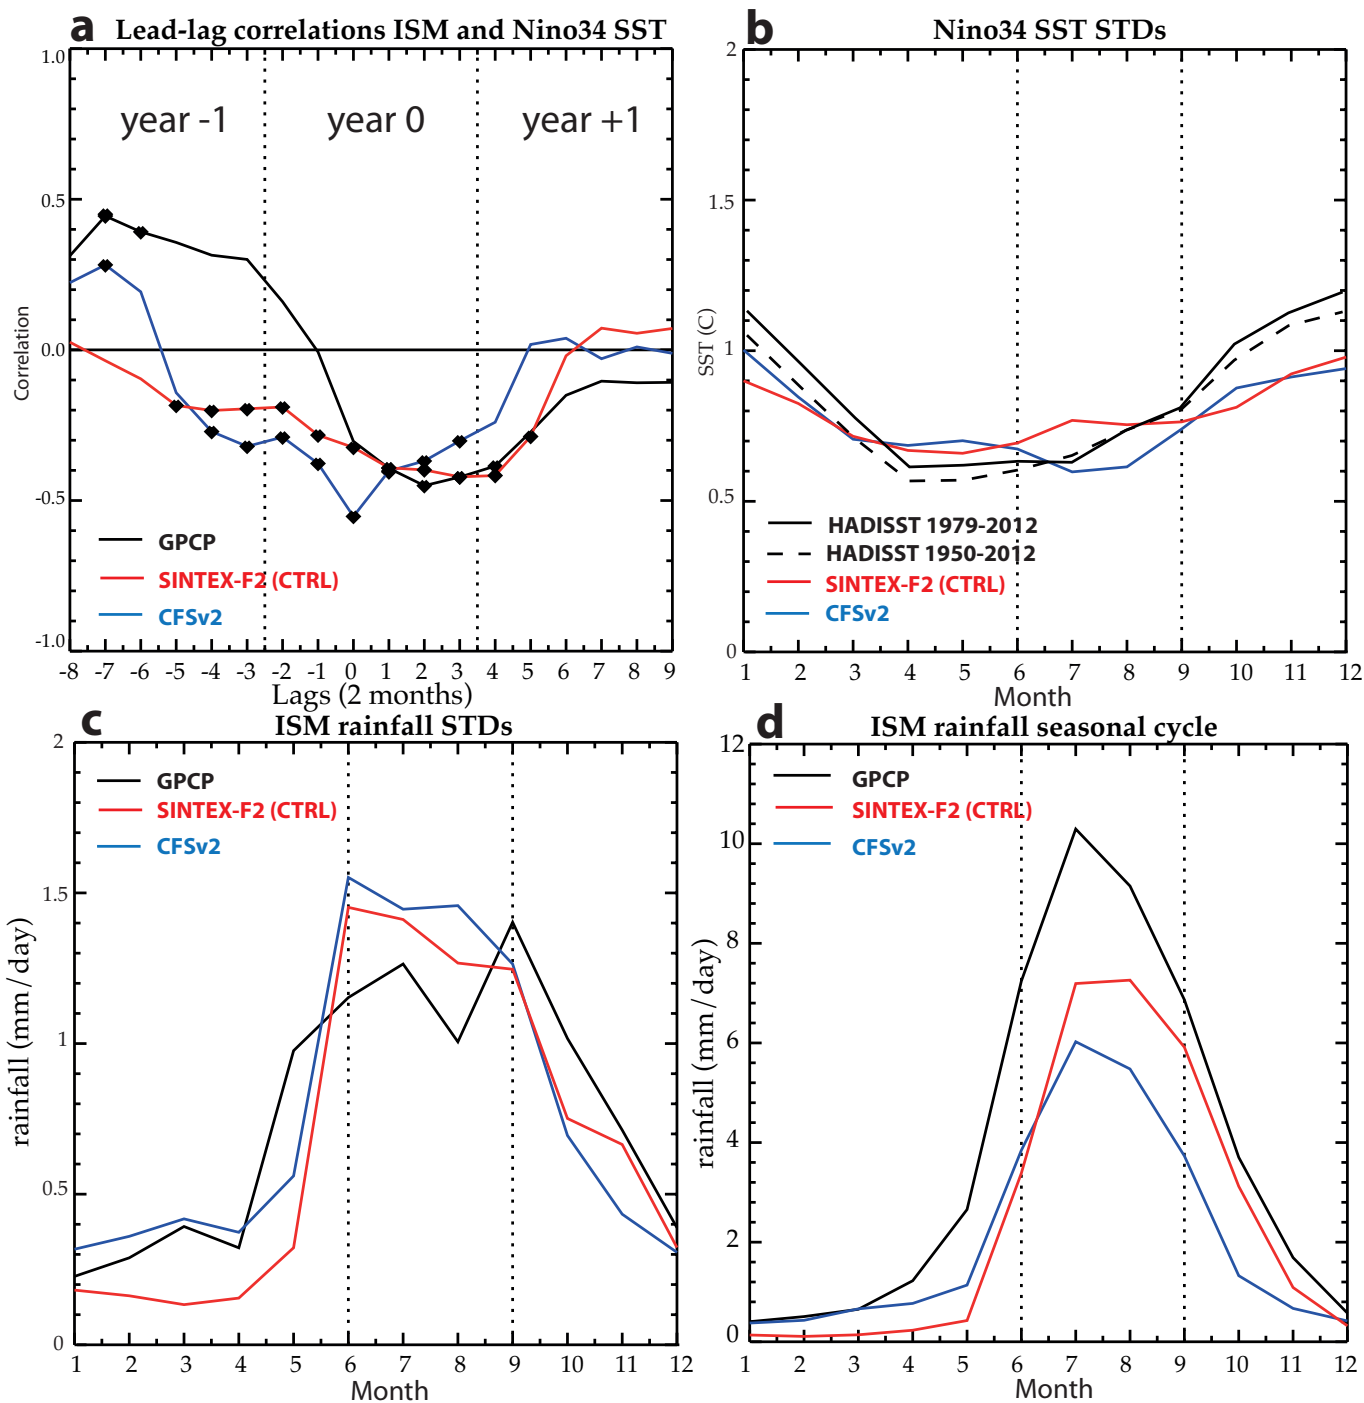 a Lead-lag correlations ISM and Nino34 SST
1.0
0.5
0.0
-0.5
-1.0
Correlation
year -1 year 0 year +1
GPCP
SINTEX-F2 (CTRL)
CFSv2
-8 -7 -6 -5 -4 -3 -2 -1 0 1 2 3 4 5 6 7 8 9
Lags (2 months)
b Nino34 SST STDs
2
1.5
1
0.5
0
SST (C)
HADISST 1979-2012
HADISST 1950-2012
SINTEX-F2 (CTRL)
CFSv2
1 2 3 4 5 6 7 8 9 10 11 12
Month
c ISM rainfall STDs
2
1.5
1
0.5
0
rainfall (mm/day)
GPCP
SINTEX-F2 (CTRL)
CFSv2
1 2 3 4 5 6 7 8 9 10 11 12
Month
d ISM rainfall seasonal cycle
12
10
8
6
4
2
0
rainfall (mm/day)
GPCP
SINTEX-F2 (CTRL)
CFSv2
1 2 3 4 5 6 7 8 9 10 11 12
Month